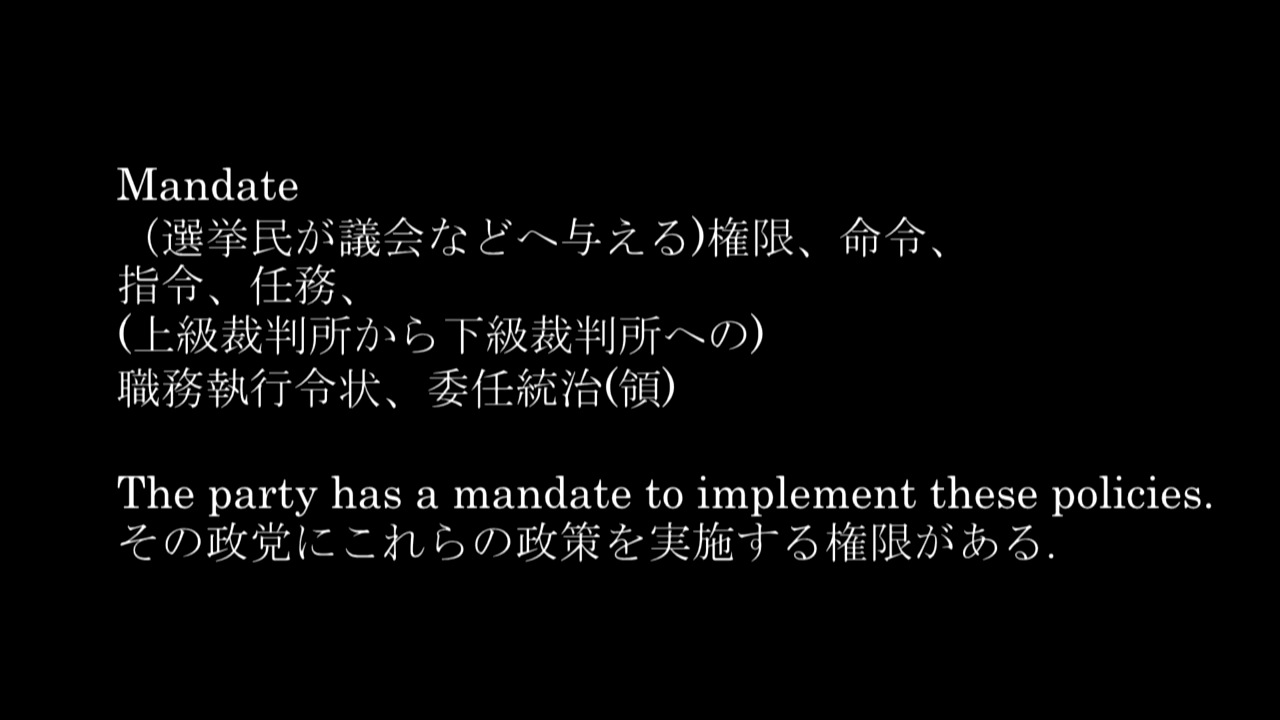 Mandate
（選挙民が議会などへ与える)権限、命令、
指令、任務、
(上級裁判所から下級裁判所への)
職務執行令状、委任統治(領)
The party has a mandate to implement these policies.
その政党にこれらの政策を実施する権限がある.